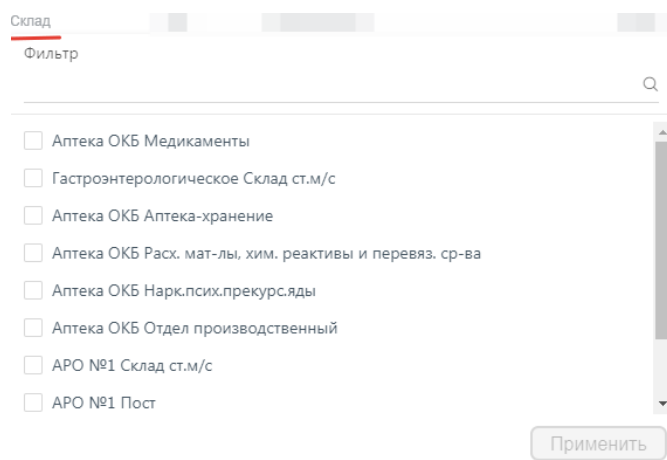 Склад
Фильтр
Аптека ОКБ Медикаменты
Гастроэнтерологическое Склад ст.м/с
Аптека ОКБ Аптека-хранение
Аптека ОКБ Расх. мат-лы, хим. реактивы и перевяз. ср-ва
Аптека ОКБ Нарк.псих.прекурс.яды
Аптека ОКБ Отдел производственный
АРО №1 Склад ст.м/с
АРО №1 Пост
Применить